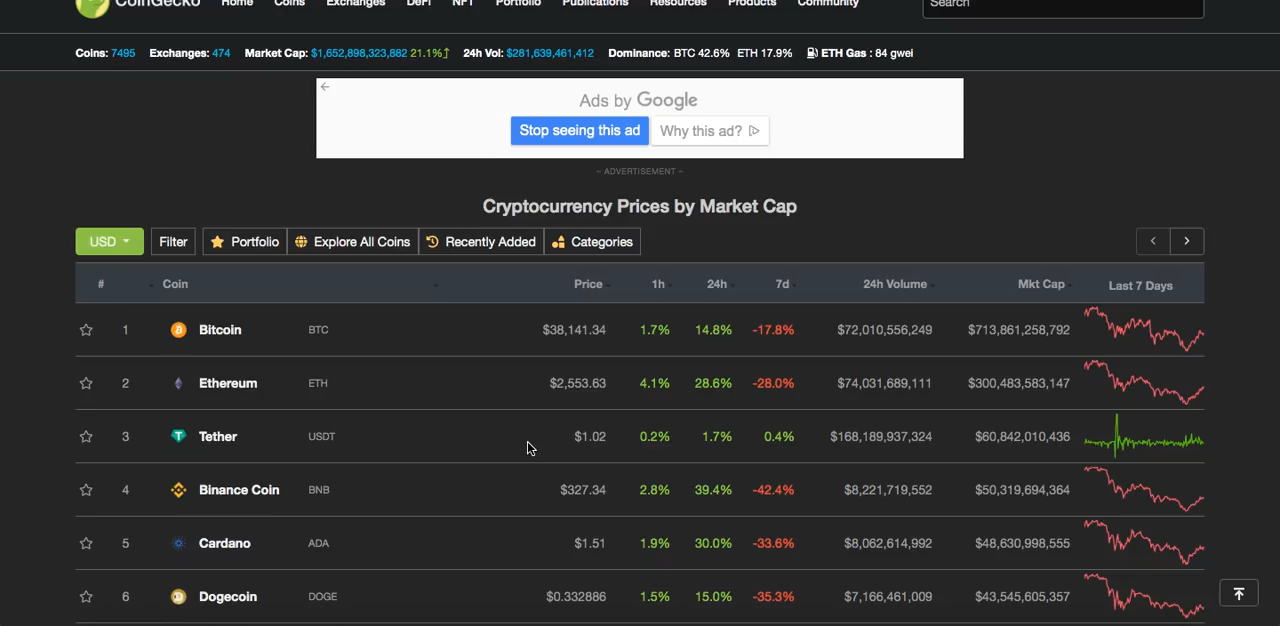 CoinGecko Home Coins Exchanges DeFi NFT Portfolio Publications Resources Products Community Search
Coins: 7495 Exchanges: 474 Market Cap: $1,652,898,323,882 21.1% 24h Vol: $281,639,461,412 Dominance: BTC 42.6% ETH 17.9% ETH Gas : 84 gwei
Ads by Google
Stop seeing this ad Why this ad?
- ADVERTISEMENT -
Cryptocurrency Prices by Market Cap
USD Filter Portfolio Explore All Coins Recently Added Categories
# Coin Price 1h 24h 7d 24h Volume Mkt Cap Last 7 Days
1 Bitcoin BTC $38,141.34 1.7% 14.8% -17.8% $72,010,556,249 $713,861,258,792
2 Ethereum ETH $2,553.63 4.1% 28.6% -28.0% $74,031,689,111 $300,483,583,147
3 Tether USDT $1.02 0.2% 1.7% 0.4% $168,189,937,324 $60,842,010,436
4 Binance Coin BNB $327.34 2.8% 39.4% -42.4% $8,221,719,552 $50,319,694,364
5 Cardano ADA $1.51 1.9% 30.0% -33.6% $8,062,614,992 $48,630,998,555
6 Dogecoin DOGE $0.332886 1.5% 15.0% -35.3% $7,166,461,009 $43,545,605,357